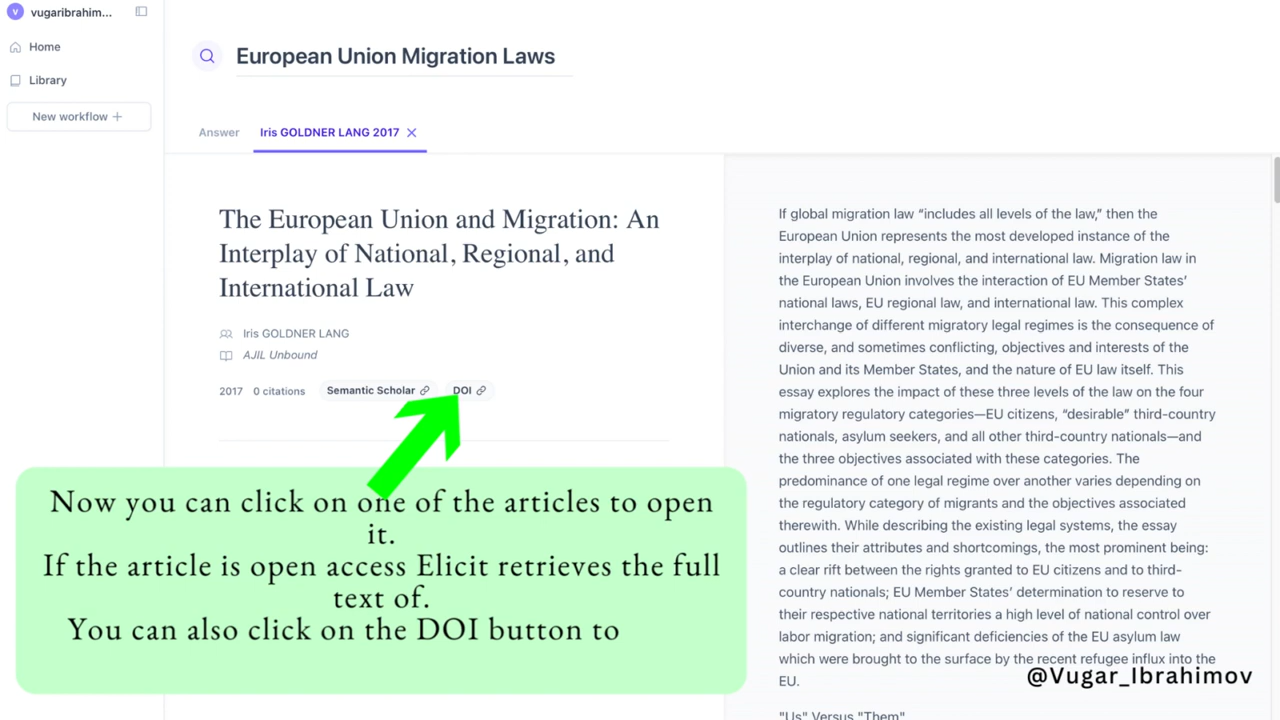 v vugaribrahim...
Home
Library
New workflow +
European Union Migration Laws
Answer
Iris GOLDNER LANG 2017
The European Union and Migration: An
Interplay of National, Regional, and
International Law
Iris GOLDNER LANG
AJIL Unbound
2017 0 citations Semantic Scholar DOI
Now you can click on one of the articles to open
it.
If the article is open access Elicit retrieves the full
text of.
You can also click on the DOI button to
If global migration law “includes all levels of the law,” then the
European Union represents the most developed instance of the
interplay of national, regional, and international law. Migration law in
the European Union involves the interaction of EU Member States’
national laws, EU regional law, and international law. This complex
interchange of different migratory legal regimes is the consequence of
diverse, and sometimes conflicting, objectives and interests of the
Union and its Member States, and the nature of EU law itself. This
essay explores the impact of these three levels of the law on the four
migratory regulatory categories—EU citizens, “desirable” third-country
nationals, asylum seekers, and all other third-country nationals—and
the three objectives associated with these categories. The
predominance of one legal regime over another varies depending on
the regulatory category of migrants and the objectives associated
therewith. While describing the existing legal systems, the essay
outlines their attributes and shortcomings, the most prominent being:
a clear rift between the rights granted to EU citizens and to third-
country nationals; EU Member States’ determination to reserve to
their respective national territories a high level of national control over
labor migration; and significant deficiencies of the EU asylum law
which were brought to the surface by the recent refugee influx into the
EU.
"Us" Versus "Them"
@Vugar_Ibrahimov